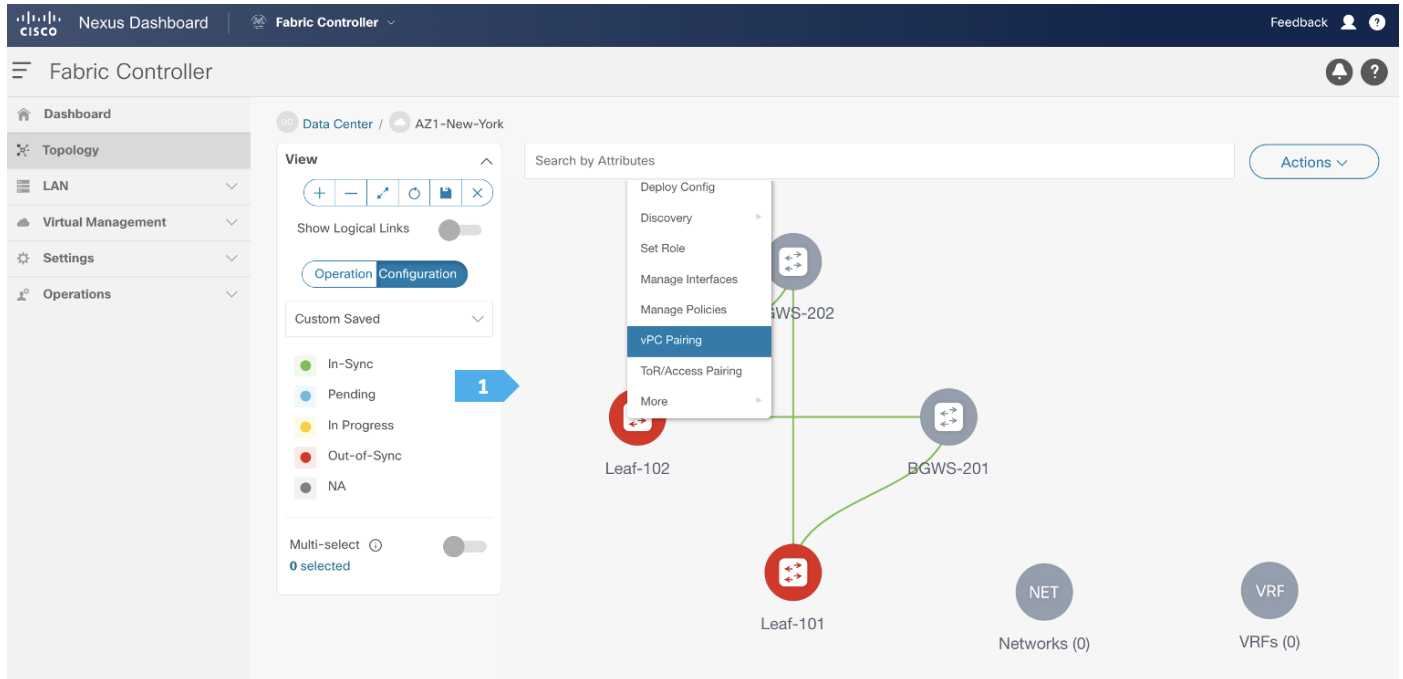 cisco Nexus Dashboard Fabric Controller Feedback ?
Fabric Controller ?
Dashboard
Topology
LAN
Virtual Management
Settings
Operations
DC Data Center / AZ1-New-York
View
Show Logical Links
Operation Configuration
Custom Saved
In-Sync
Pending
In Progress
Out-of-Sync
NA
Multi-select
0 selected
1
Search by Attributes
Actions
Deploy Config
Discovery
Set Role
Manage Interfaces
Manage Policies
vPC Pairing
ToR/Access Pairing
More
GWS-202
Leaf-102
BGWS-201
Leaf-101
NET
Networks (0)
VRF
VRFs (0)